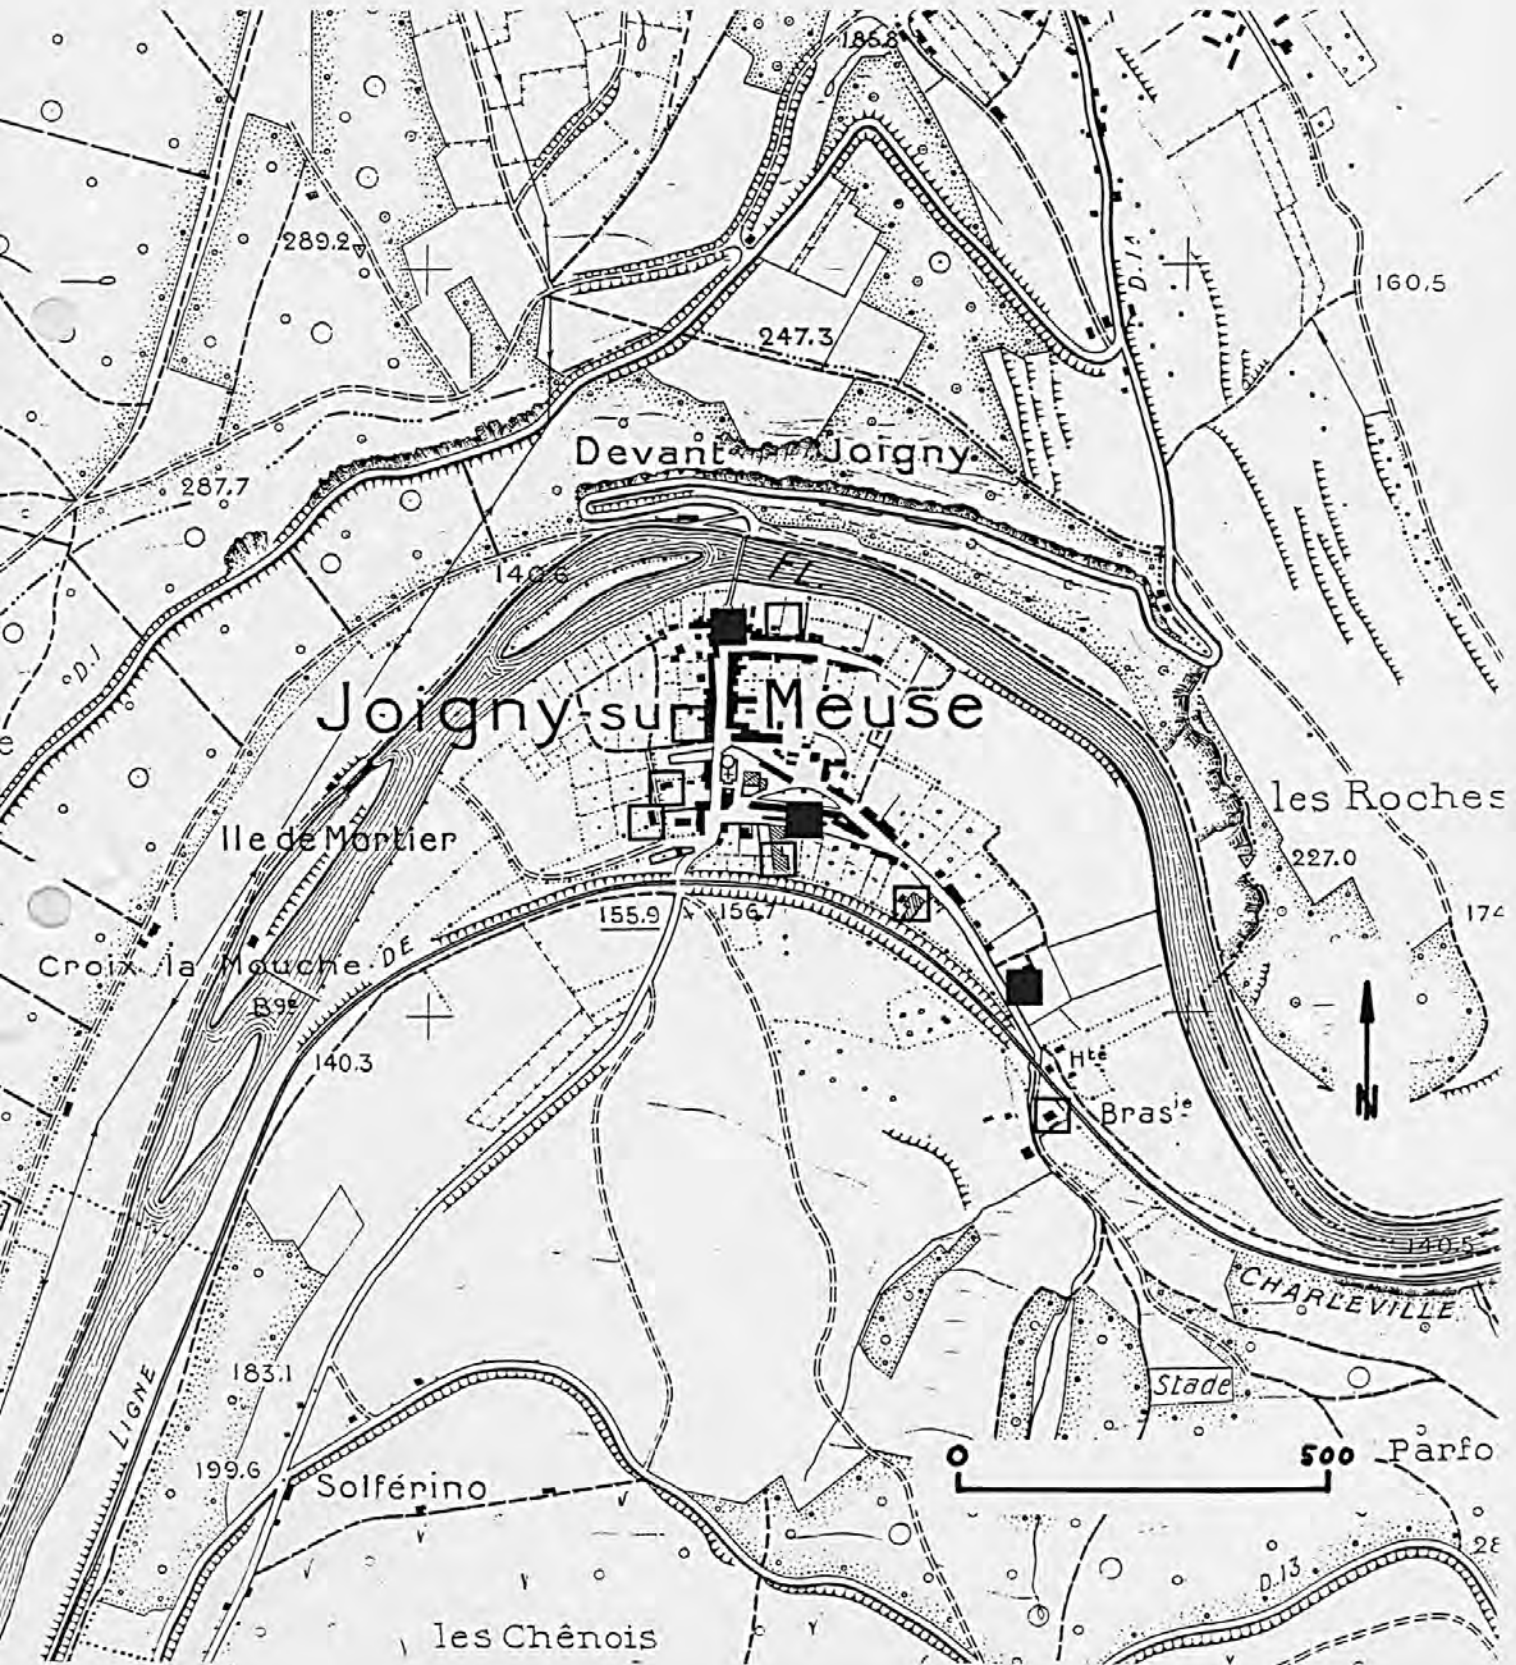 185.8
289.2
D.1
160.5
247.3
Devant Joigny
287.7
140.6
FL.
D.1
Joigny-sur-Meuse
les Roches
Ile de Mortier
227.0
155.9
156.7
174
DE
Croix la Mouche
Bge
N
140.3
Hte
Brasie
140.5
CHARLEVILLE
183.1
LIGNE
Stade
0
500
Parfo
199.6
Solférino
28
D.13
les Chênois